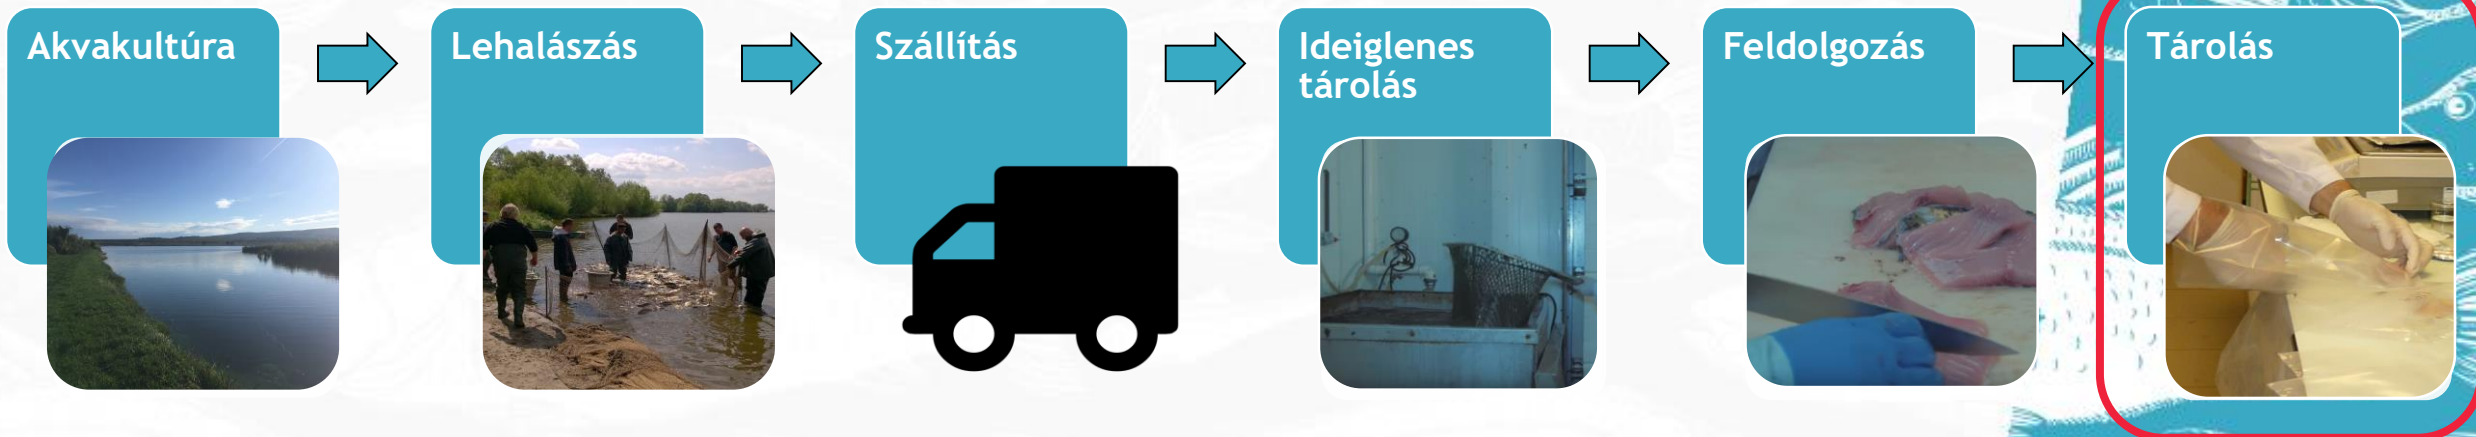 Akvakultúra
Lehalászás
Szállítás
Ideiglenes
tárolás
Feldolgozás
Tárolás